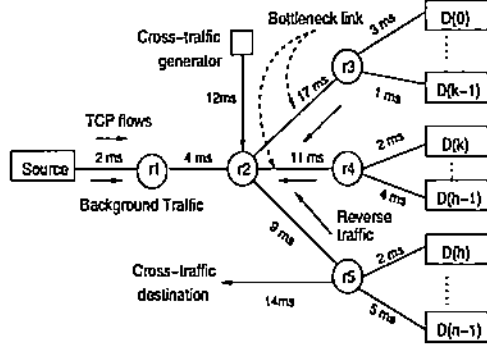 Bottleneck link
Cross-traffic
generator
3 ms
D(0)
r3
17 ms
1 ms
D(k-1)
12ms
TCP flows
Source
2 ms
r1
4 ms
r2
11 ms
r4
2 ms
D(k)
4 ms
D(h-1)
Background Traffic
Reverse
traffic
9 ms
2 ms
D(h)
r5
Cross-traffic
destination
14ms
5 ms
D(n-1)